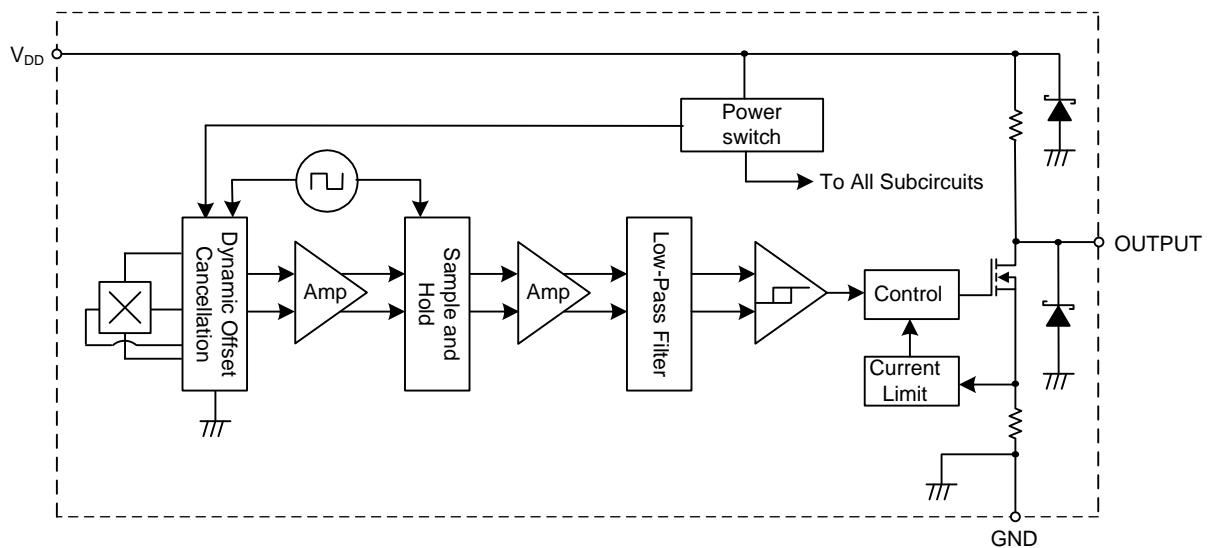 VDD
Power
switch
To All Subcircuits
OUTPUT
Dynamic Offset
Cancellation
Amp
Sample and
Hold
Amp
Low-Pass Filter
Control
Current
Limit
GND